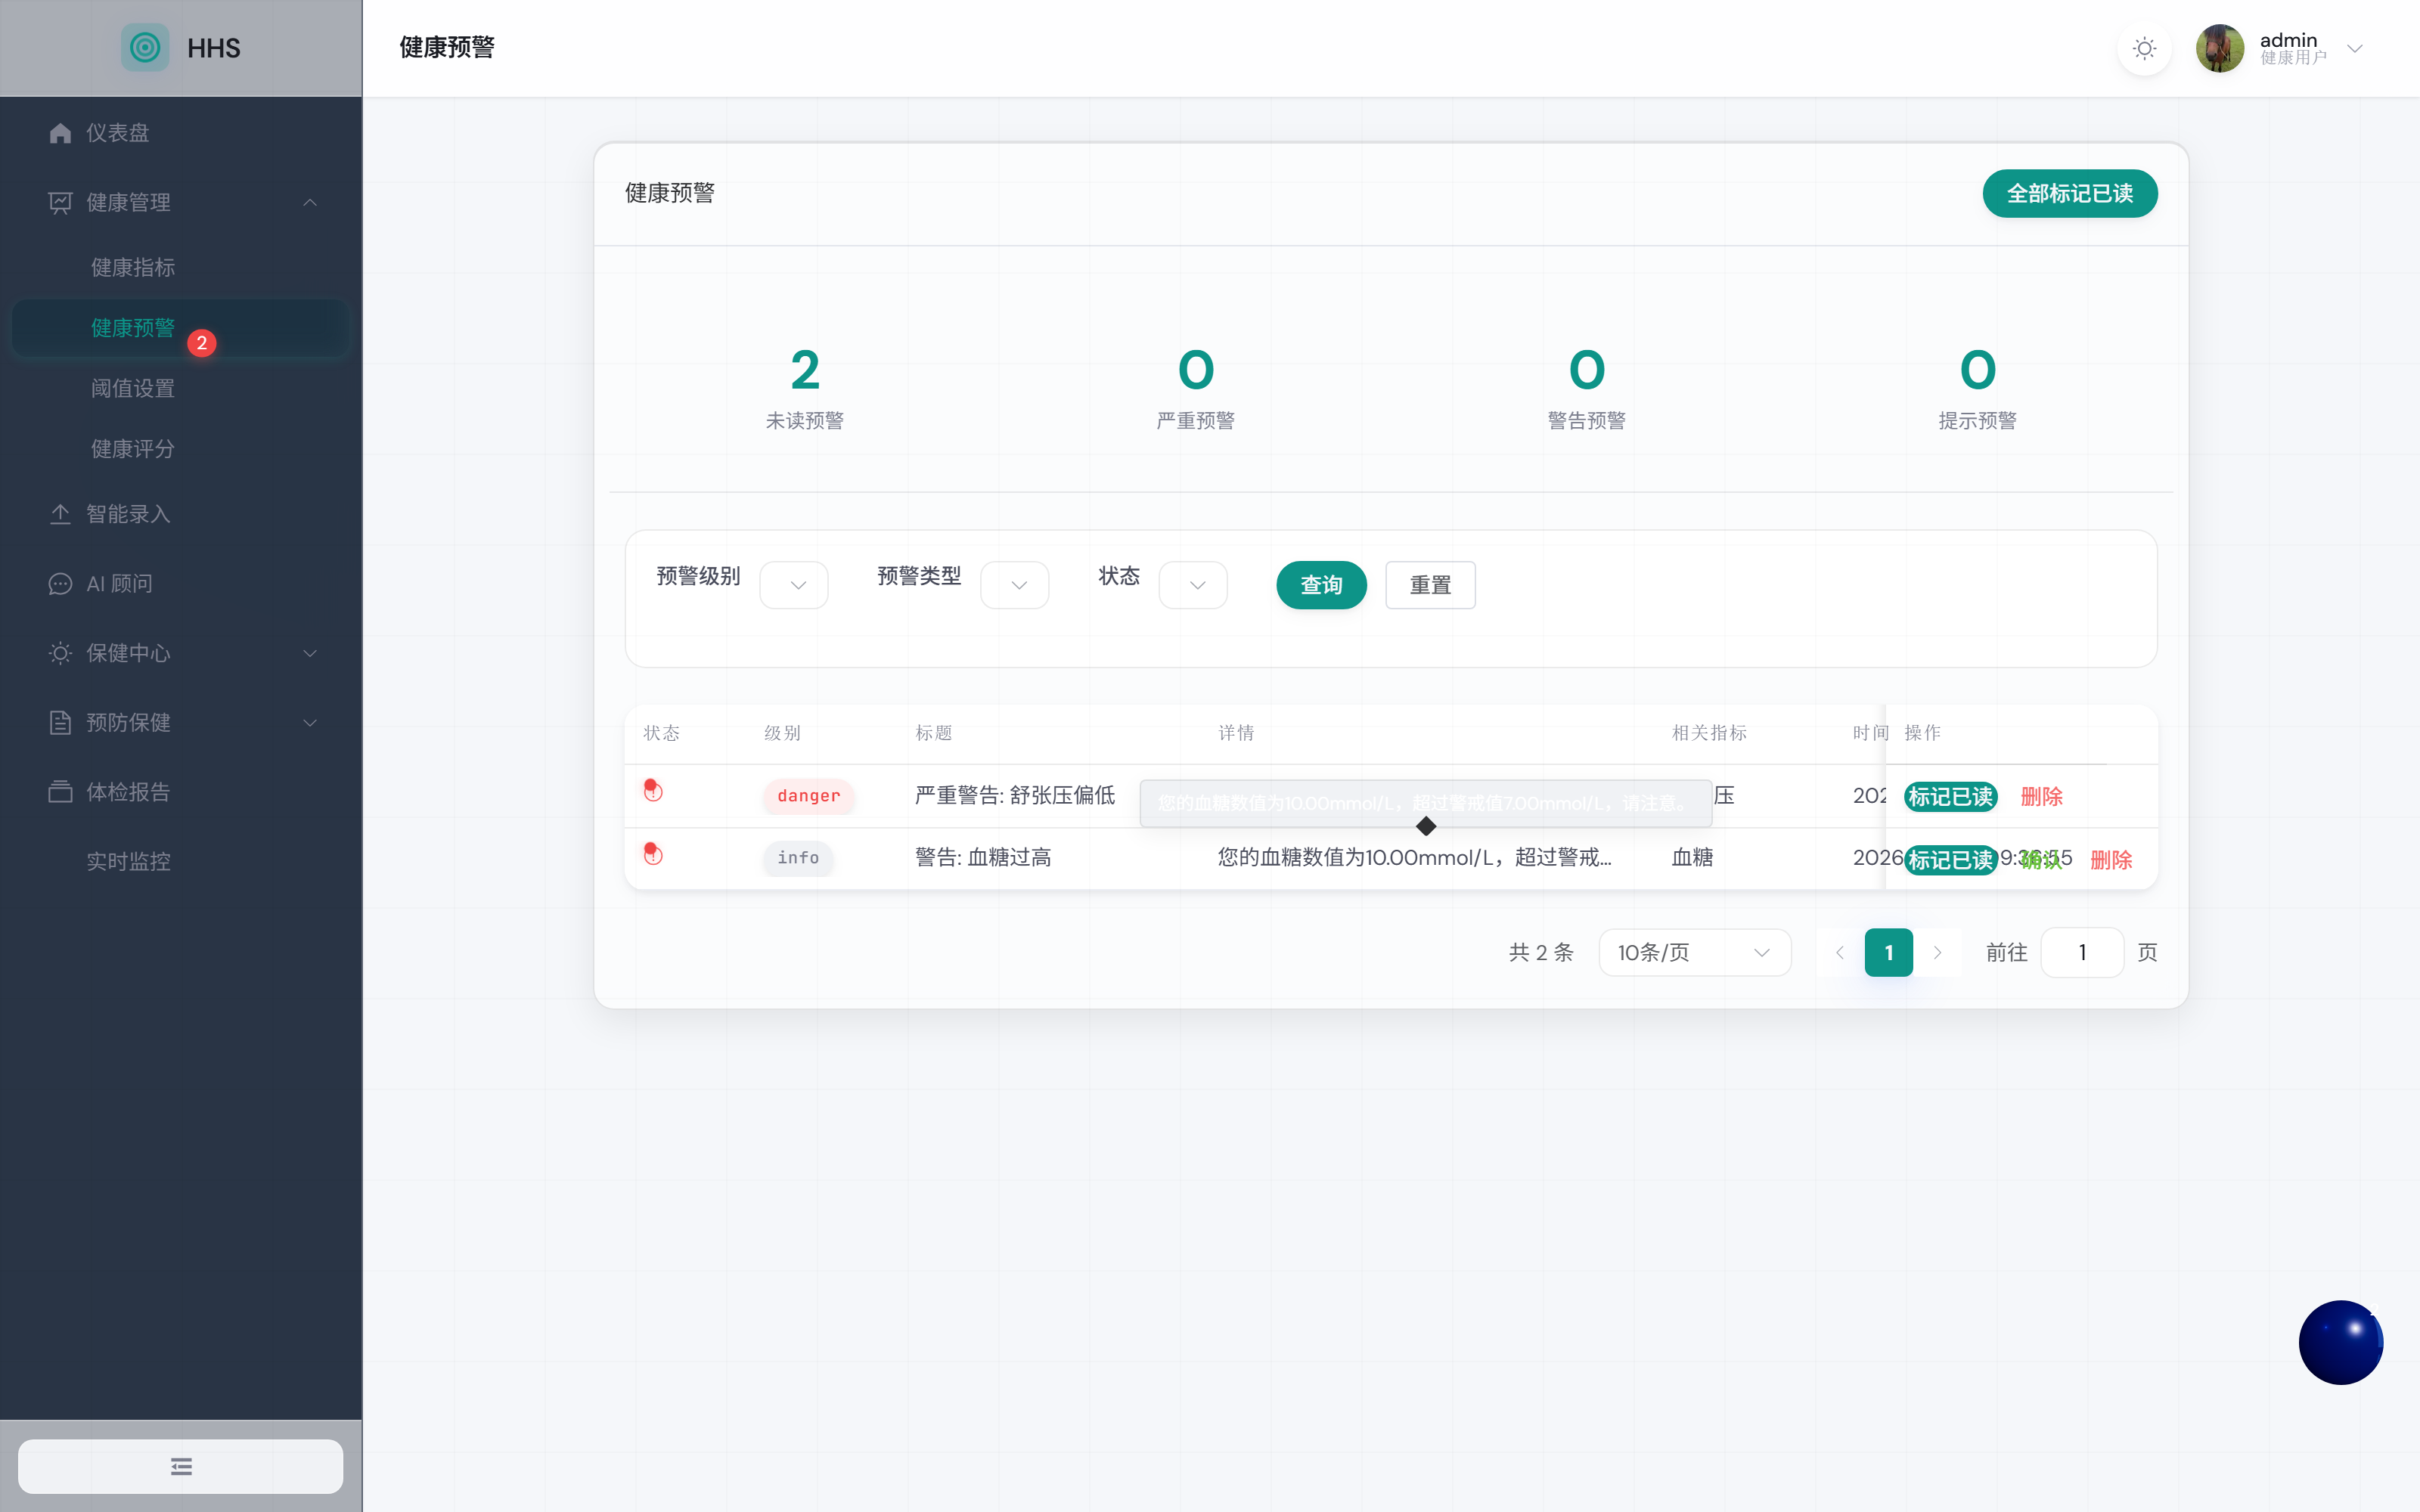 HHS
健康预警
admin
健康用户
仪表盘
健康管理
健康指标
健康预警
2
阈值设置
健康评分
智能录入
AI 顾问
保健中心
预防保健
体检报告
实时监控
健康预警
全部标记已读
2
0
0
0
未读预警
严重预警
警告预警
提示预警
预警级别
预警类型
状态
查询
重置
状态 级别 标题 详情 相关指标 时间 操作
danger 严重警告: 舒张压偏低 压 202 标记已读 删除
您的血糖数值为10.00mmol/L，超过警戒值7.00mmol/L，请注意。
info 警告: 血糖过高 您的血糖数值为10.00mmol/L，超过警戒... 血糖 2026 标记已读 确认 删除
共 2 条 10条/页 1 前往 1 页